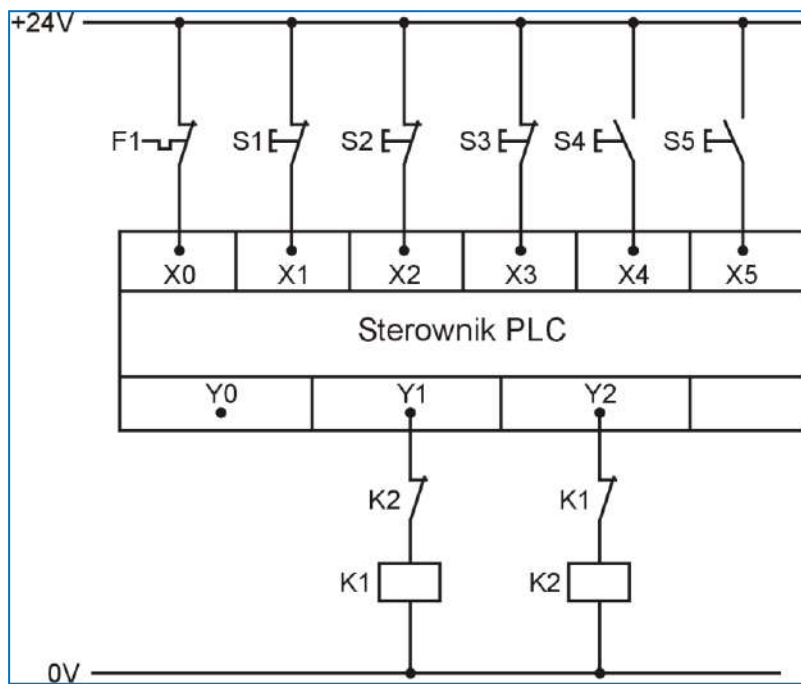 +24V
F1 S1 S2 S3 S4 S5
X0 X1 X2 X3 X4 X5
Sterownik PLC
Y0 Y1 Y2
K2 K1
K1 K2
0V